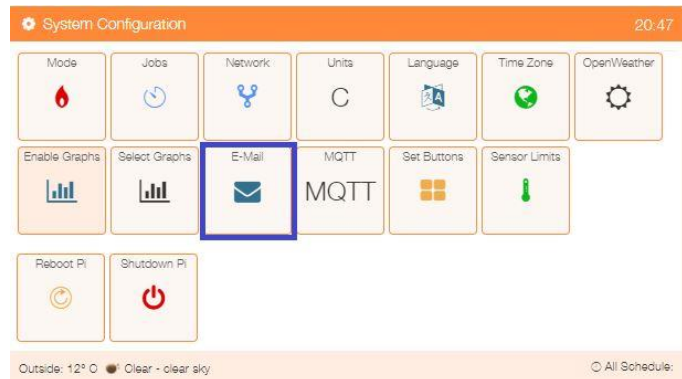 System Configuration 20:47
Mode Jobs Network Units Language Time Zone OpenWeather
C
Enable Graphs Select Graphs E-Mail MQTT Set Buttons Sensor Limits
MQTT
Reboot Pi Shutdown Pi
Outside: 12° C Clear - clear sky All Schedule: